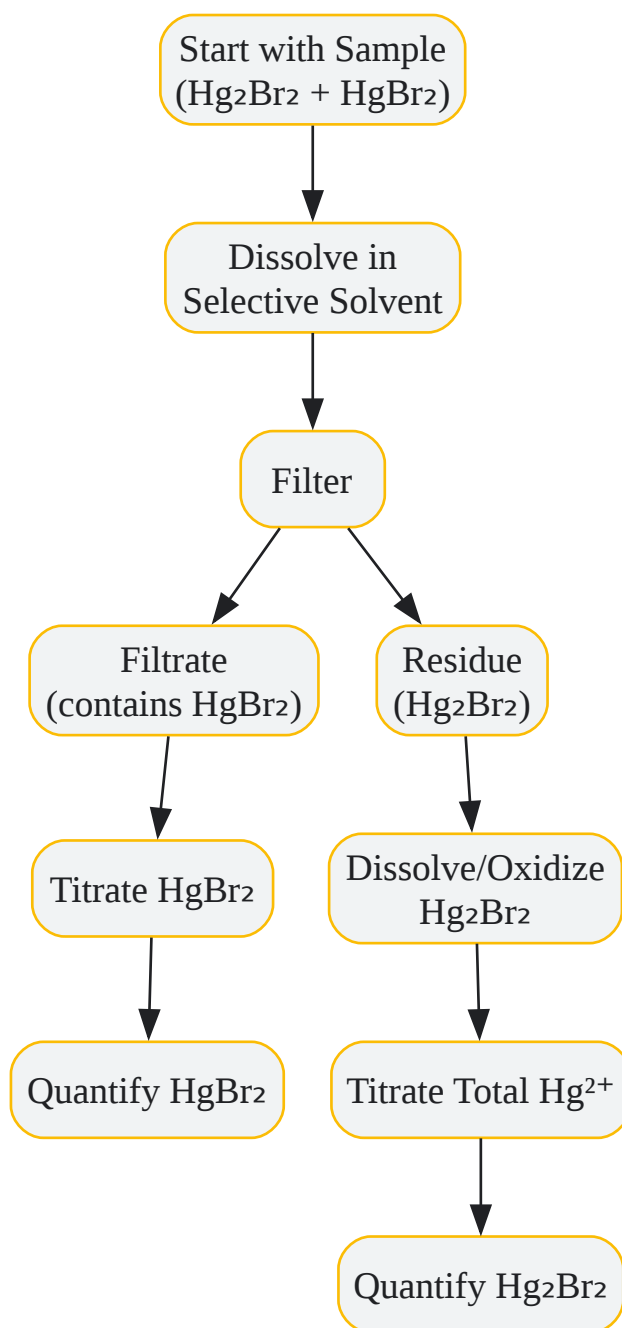 Start with Sample
(Hg₂Br₂ + HgBr₂)
Dissolve in
Selective Solvent
Filter
Filtrate
(contains HgBr₂)
Residue
(Hg₂Br₂)
Titrate HgBr₂
Dissolve/Oxidize
Hg₂Br₂
Quantify HgBr₂
Titrate Total Hg²⁺
Quantify Hg₂Br₂